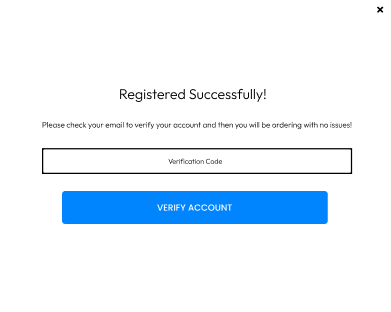 Registered Successfully!
Please check your email to verify your account and then you will be ordering with no issues!
Verification Code
VERIFY ACCOUNT